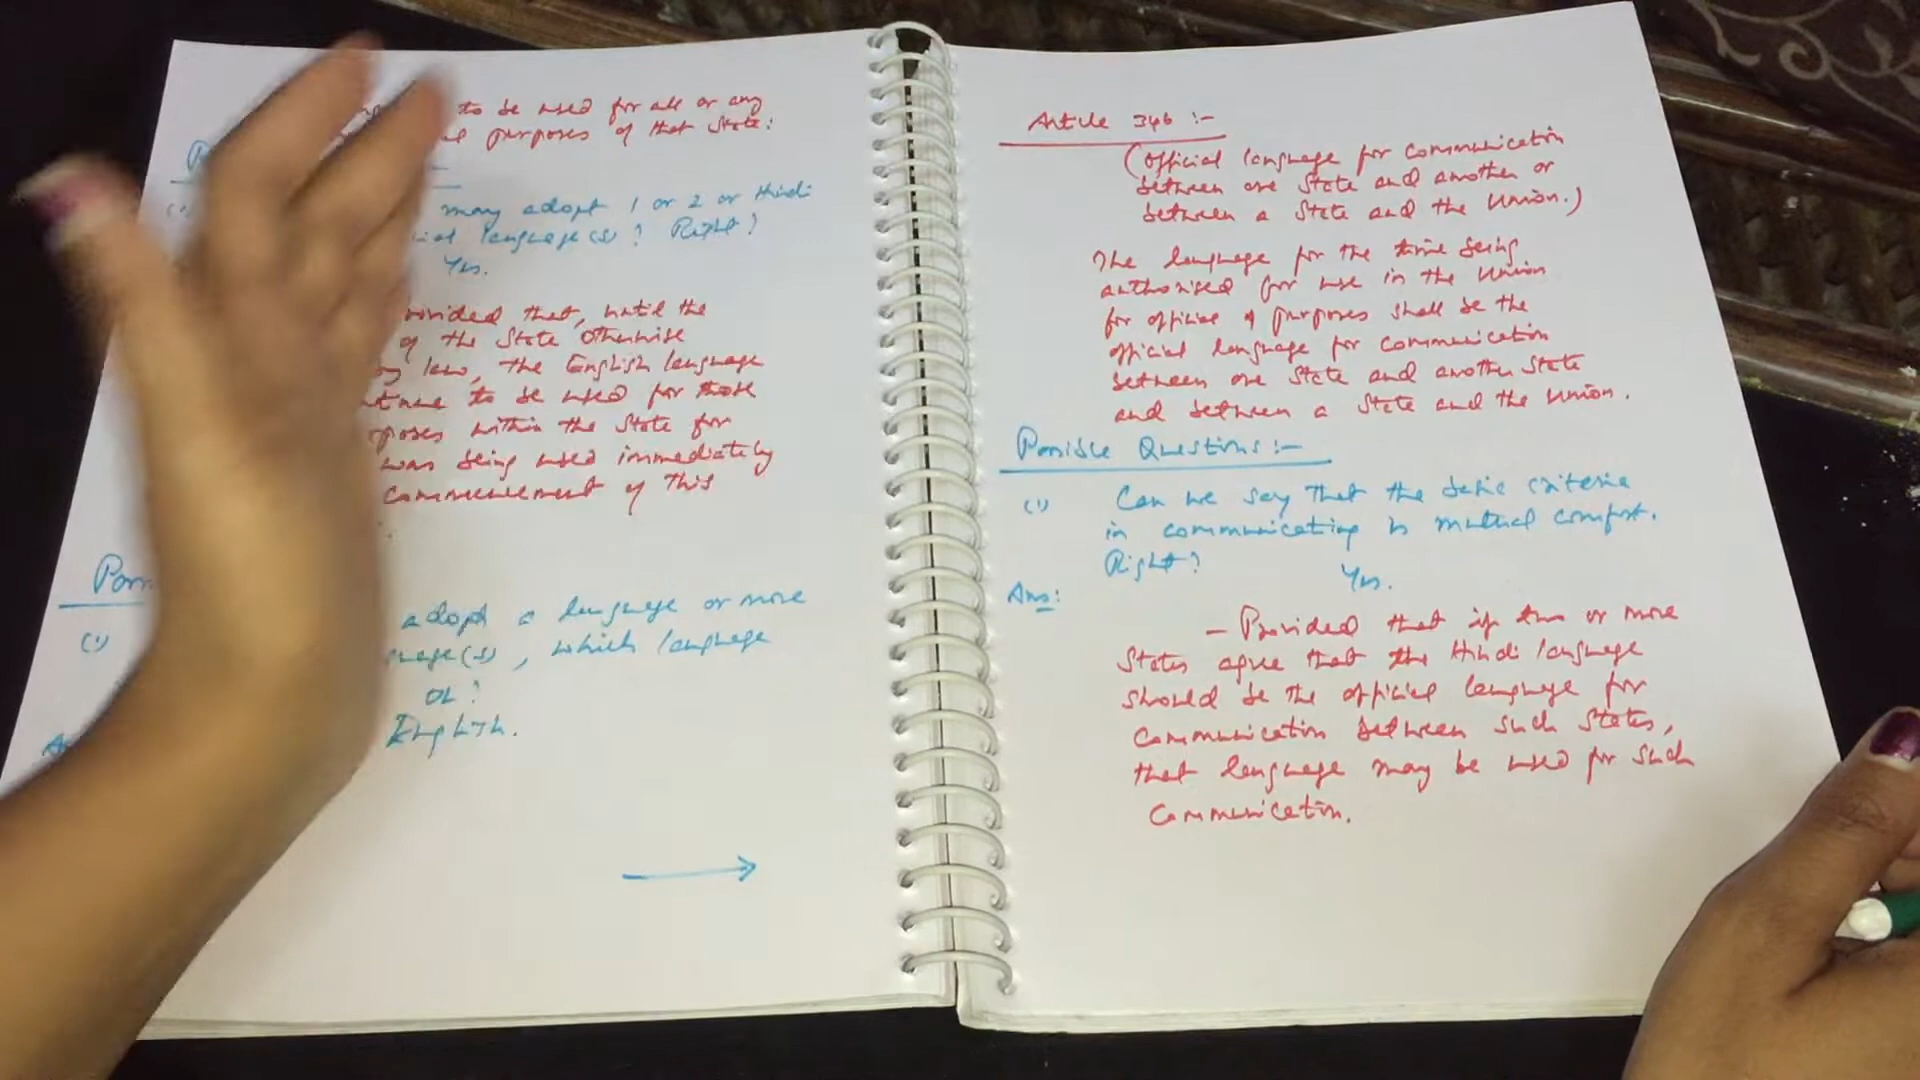 to be used for all or any
purposes of that State:
may adopt 1 or 2 or Hindi
language(s)? Right?
Yes.
that, until the
of the State otherwise
law, the English language
to be used for those
within the State for
was being used immediately
commencement of this
(1)
adopt a language or more
which language
OL?
English.
Article 346 :-
(Official language for communication
between one State and another or
between a State and the Union.)
The language for the time being
authorised for use in the Union
for official of purposes shall be the
official language for communication
between one State and another State
and between a State and the Union.
Possible Questions :-
(1) Can we say that the basic criteria
in communicating is mutual comfort.
Right? Yes.
Ans:
- Provided that if two or more
States agree that the Hindi language
should be the official language for
communication between such States,
that language may be used for such
communication.